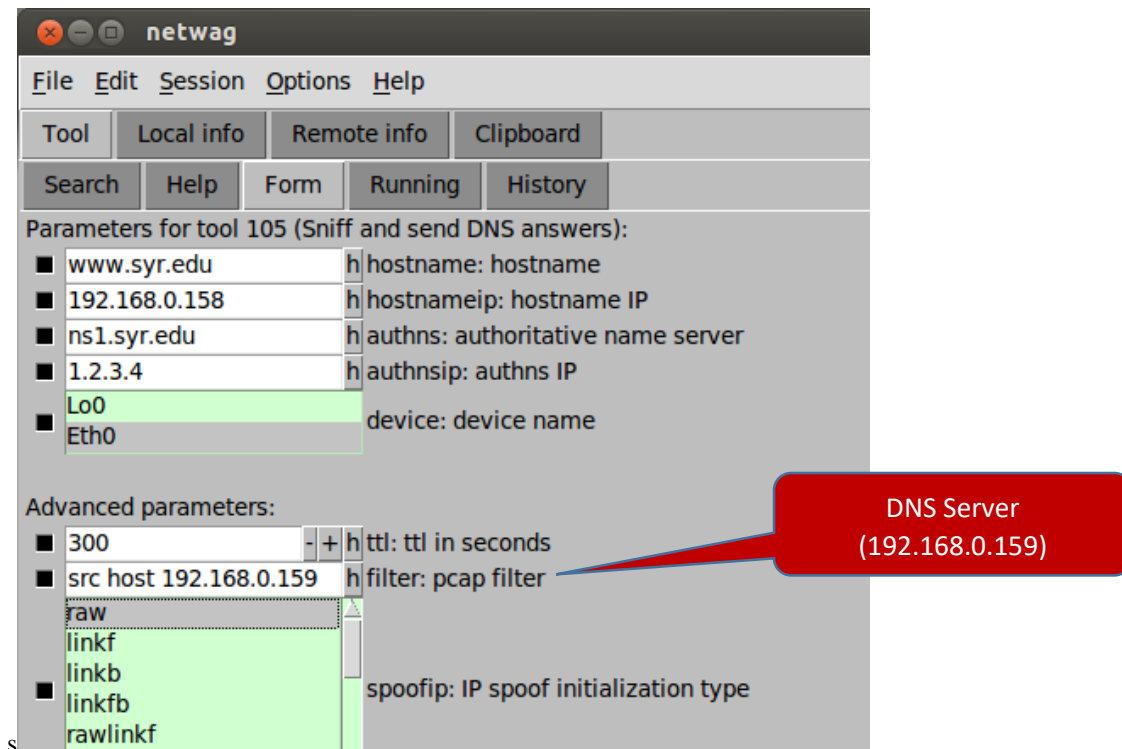 netwag
File Edit Session Options Help
Tool Local info Remote info Clipboard
Search Help Form Running History
Parameters for tool 105 (Sniff and send DNS answers):
www.syr.edu h hostname: hostname
192.168.0.158 h hostnameip: hostname IP
ns1.syr.edu h authns: authoritative name server
1.2.3.4 h authnsip: authns IP
Lo0
Eth0
device: device name
Advanced parameters:
300 - + h ttl: ttl in seconds
src host 192.168.0.159 h filter: pcap filter
DNS Server
(192.168.0.159)
raw
linkf
linkb
linkfb
rawlinkf
spoofip: IP spoof initialization type
s